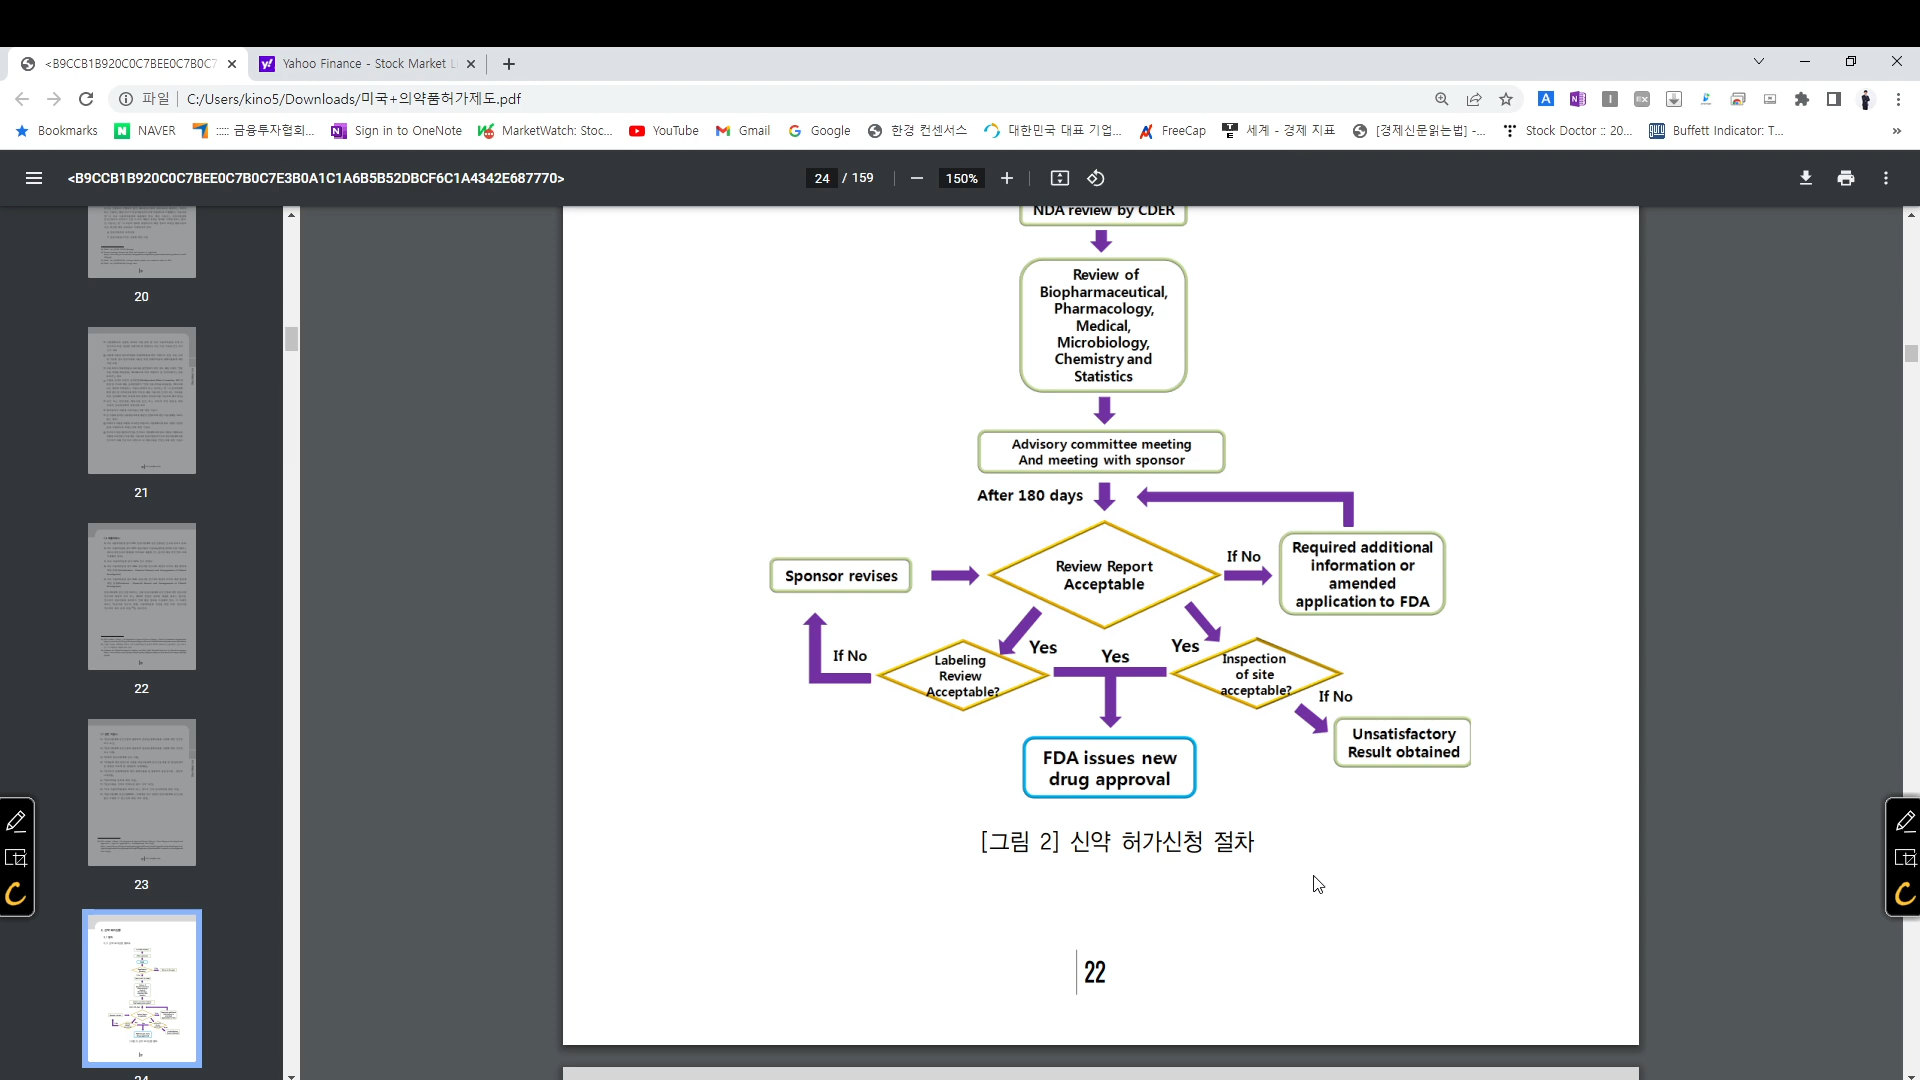 <B9CCB1B920C0C7BEE0C7B0C7
Yahoo Finance - Stock Market L
파일
C:/Users/kino5/Downloads/미국+의약품허가제도.pdf
Bookmarks
NAVER
::::: 금융투자협회...
Sign in to OneNote
MarketWatch: Stoc...
YouTube
Gmail
Google
한경 컨센서스
대한민국 대표 기업...
FreeCap
세계 - 경제 지표
[경제신문읽는법] -...
Stock Doctor :: 20...
Buffett Indicator: T...
<B9CCB1B920C0C7BEE0C7B0C7E3B0A1C1A6B5B52DBCF6C1A4342E687770>
24 / 159
150%
20
21
22
23
24
NDA review by CDER
Review of
Biopharmaceutical,
Pharmacology,
Medical,
Microbiology,
Chemistry and
Statistics
Advisory committee meeting
And meeting with sponsor
After 180 days
Sponsor revises
Review Report
Acceptable
If No
Required additional
information or
amended
application to FDA
If No
Labeling
Review
Acceptable?
Yes
Yes
Yes
Inspection
of site
acceptable?
If No
Unsatisfactory
Result obtained
FDA issues new
drug approval
[그림 2] 신약 허가신청 절차
22